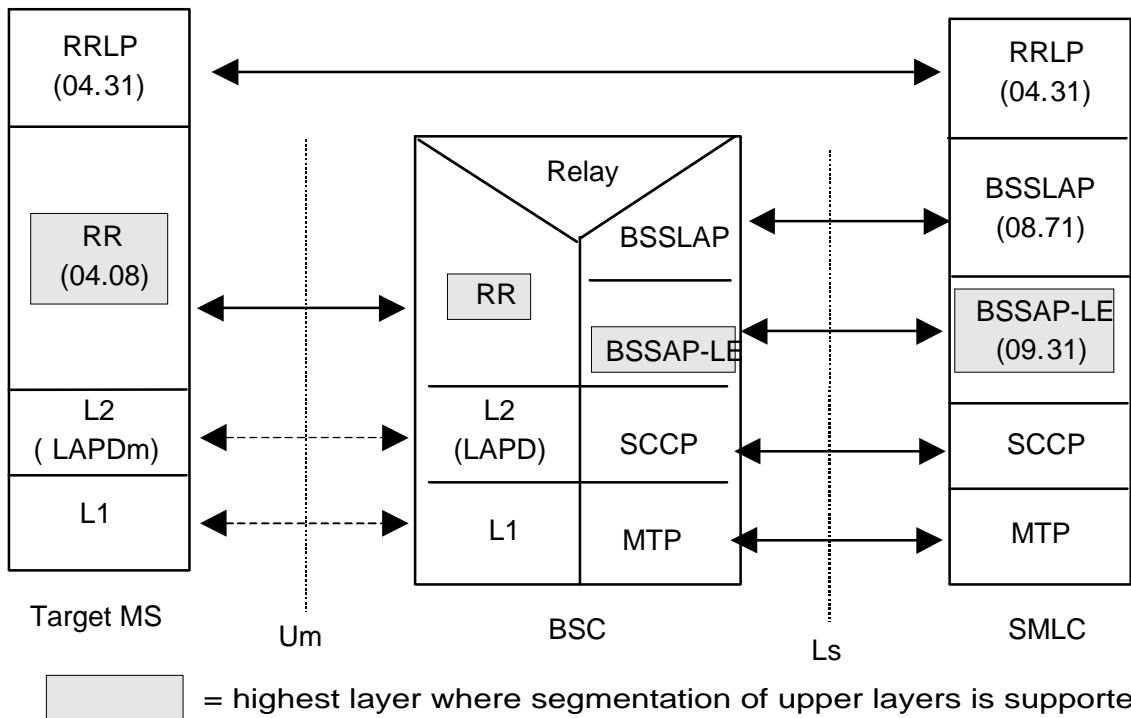 RRLP
(04.31)
RR
(04.08)
L2
( LAPDm)
L1
Target MS
Um
Relay
BSSLAP
RR
BSSAP-LE
L2
(LAPD)
SCCP
L1
MTP
BSC
Ls
RRLP
(04.31)
BSSLAP
(08.71)
BSSAP-LE
(09.31)
SCCP
MTP
SMLC
= highest layer where segmentation of upper layers is supporte